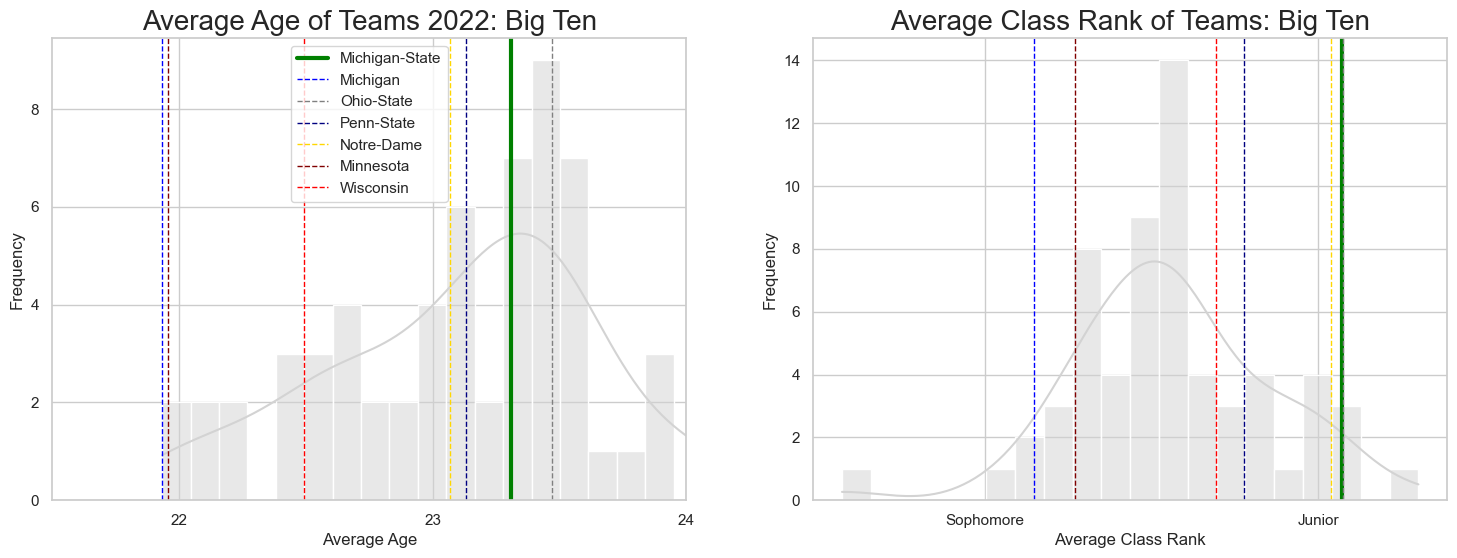 Average Age of Teams 2022: Big Ten
Michigan-State
Michigan
Ohio-State
Penn-State
Notre-Dame
Minnesota
Wisconsin
8
6
4
2
0
Frequency
22
23
24
Average Age
Average Class Rank of Teams: Big Ten
14
12
10
8
6
4
2
0
Frequency
Sophomore
Junior
Average Class Rank